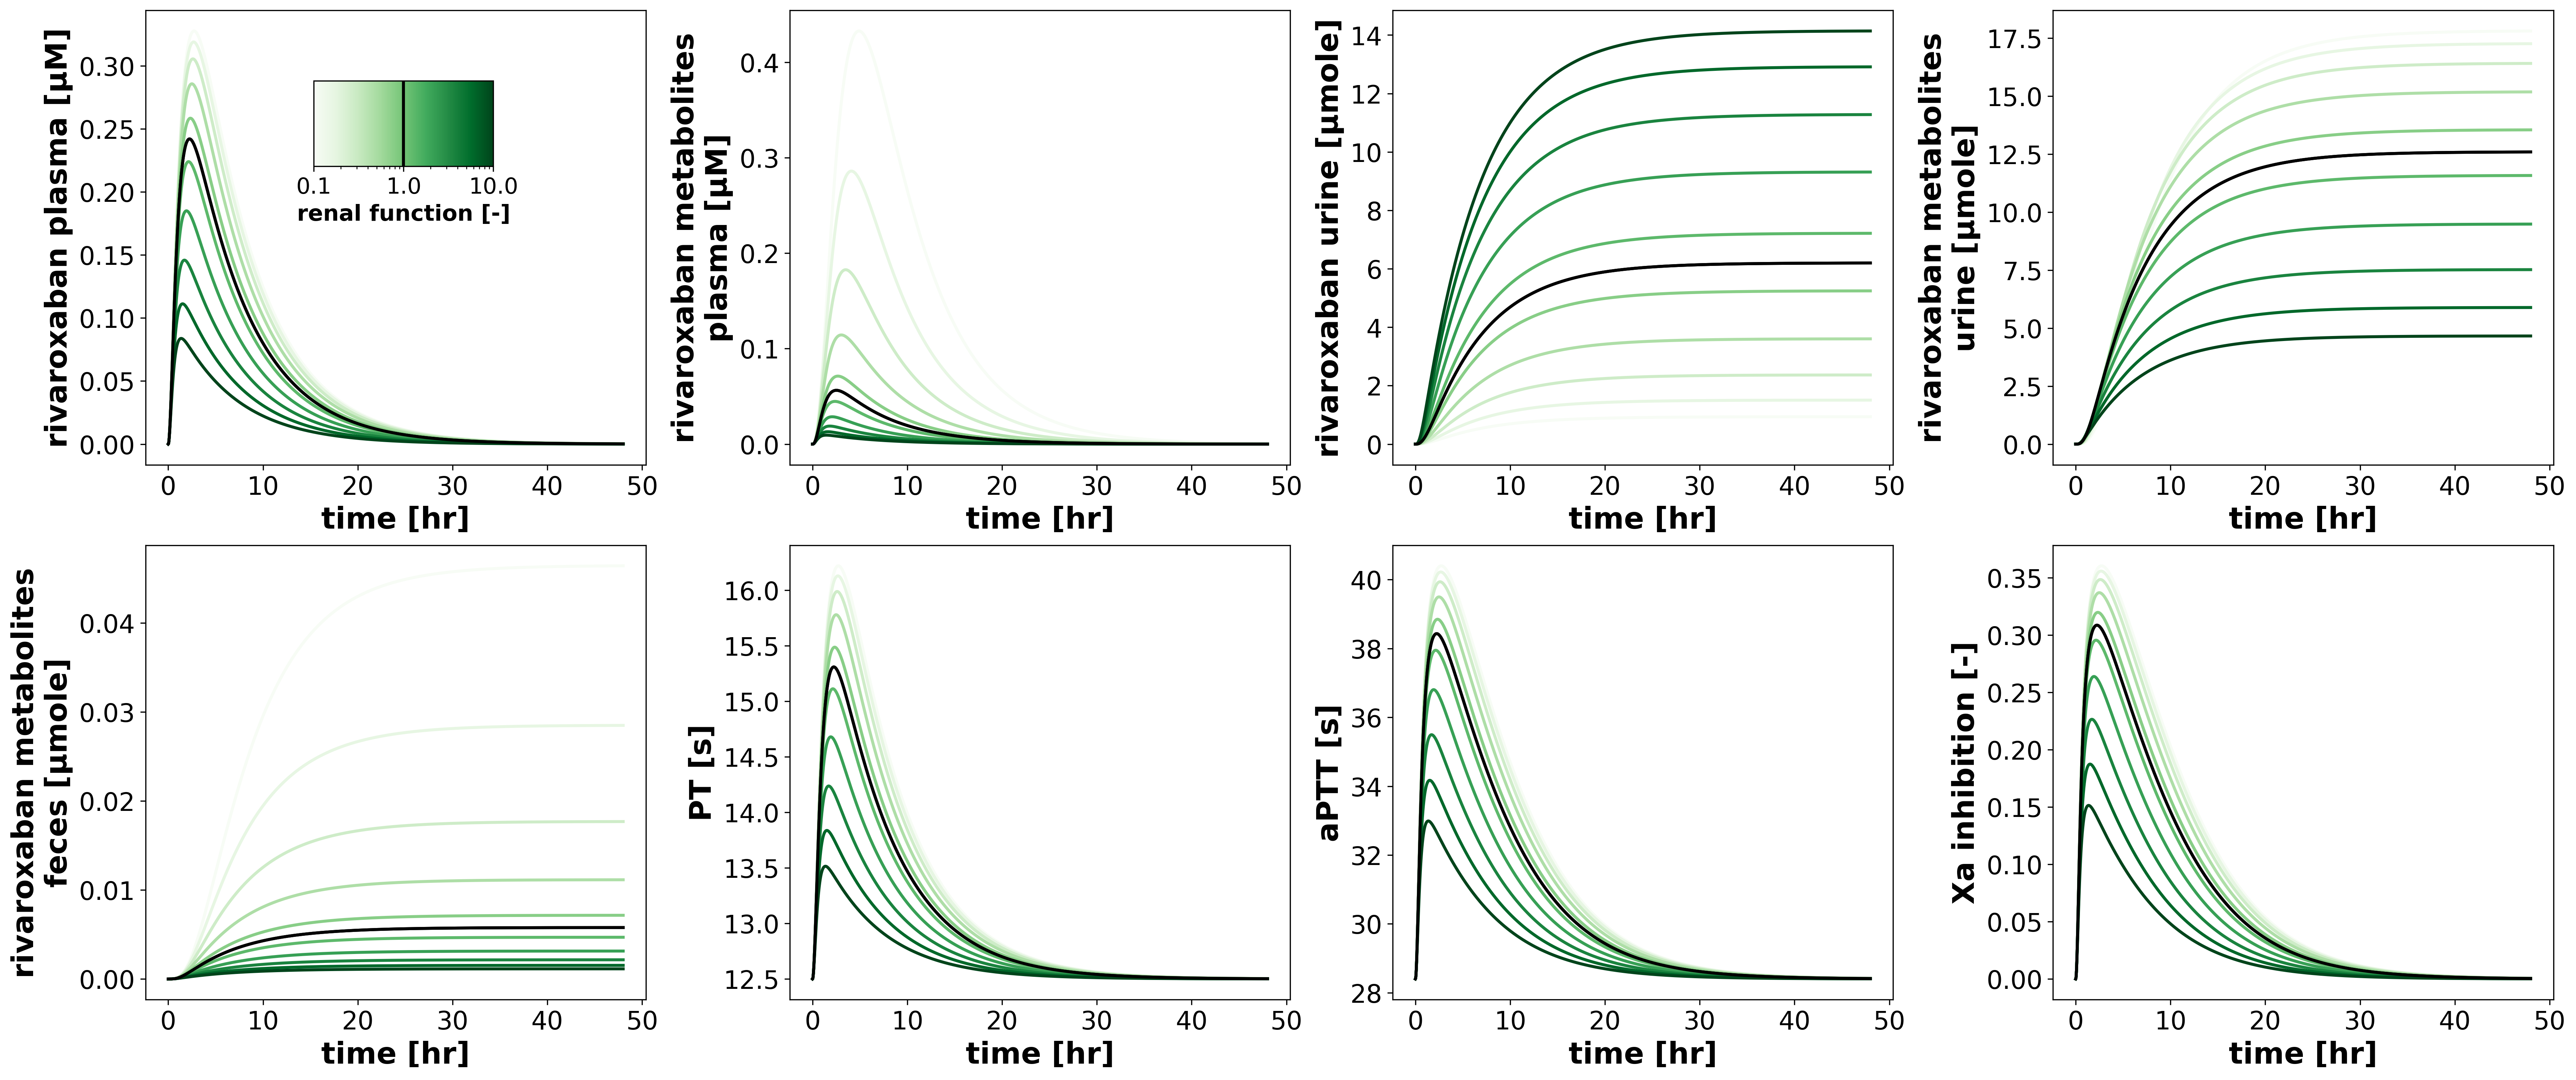 rivaroxaban plasma [µM]
0.30
0.25
0.20
0.15
0.10
0.05
0.00
0.1 1.0 10.0
renal function [-]
0 10 20 30 40 50
time [hr]
rivaroxaban metabolites
plasma [µM]
0.4
0.3
0.2
0.1
0.0
0 10 20 30 40 50
time [hr]
rivaroxaban urine [µmole]
14
12
10
8
6
4
2
0
0 10 20 30 40 50
time [hr]
rivaroxaban metabolites
urine [µmole]
17.5
15.0
12.5
10.0
7.5
5.0
2.5
0.0
0 10 20 30 40 50
time [hr]
rivaroxaban metabolites
feces [µmole]
0.04
0.03
0.02
0.01
0.00
0 10 20 30 40 50
time [hr]
PT [s]
16.0
15.5
15.0
14.5
14.0
13.5
13.0
12.5
0 10 20 30 40 50
time [hr]
aPTT [s]
40
38
36
34
32
30
28
0 10 20 30 40 50
time [hr]
Xa inhibition [-]
0.35
0.30
0.25
0.20
0.15
0.10
0.05
0.00
0 10 20 30 40 50
time [hr]